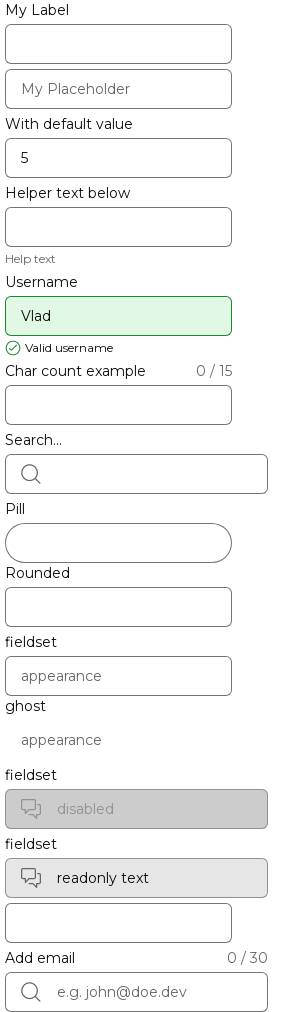 My Label
My Placeholder
With default value
5
Helper text below
Help text
Username
Vlad
Valid username
Char count example 0 / 15
Search...
Pill
Rounded
fieldset
appearance
ghost
appearance
fieldset
disabled
fieldset
readonly text
Add email 0 / 30
e.g. john@doe.dev